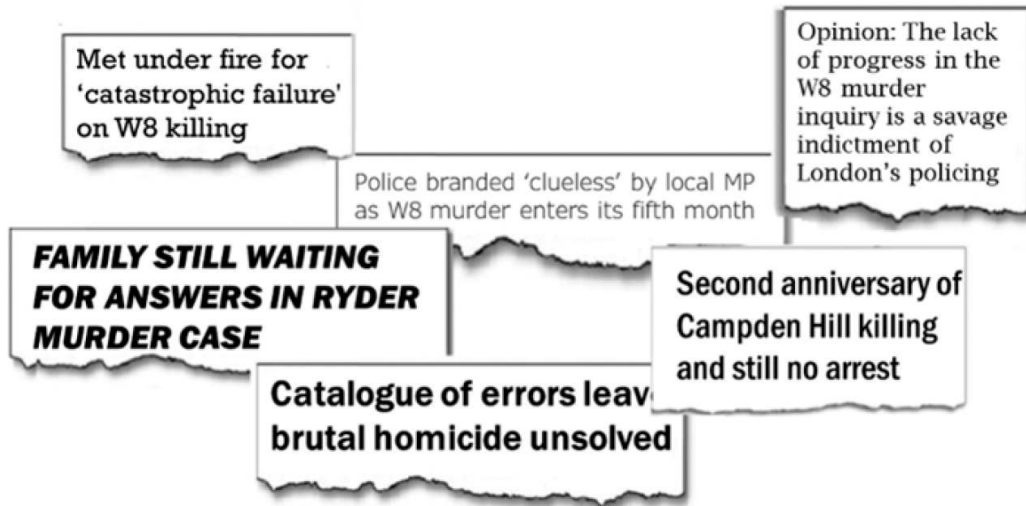 Met under fire for
‘catastrophic failure'
on W8 killing
Opinion: The lack
of progress in the
W8 murder
inquiry is a savage
indictment of
London’s policing
Police branded ‘clueless’ by local MP
as W8 murder enters its fifth month
FAMILY STILL WAITING
FOR ANSWERS IN RYDER
MURDER CASE
Second anniversary of
Campden Hill killing
and still no arrest
Catalogue of errors leav
brutal homicide unsolved